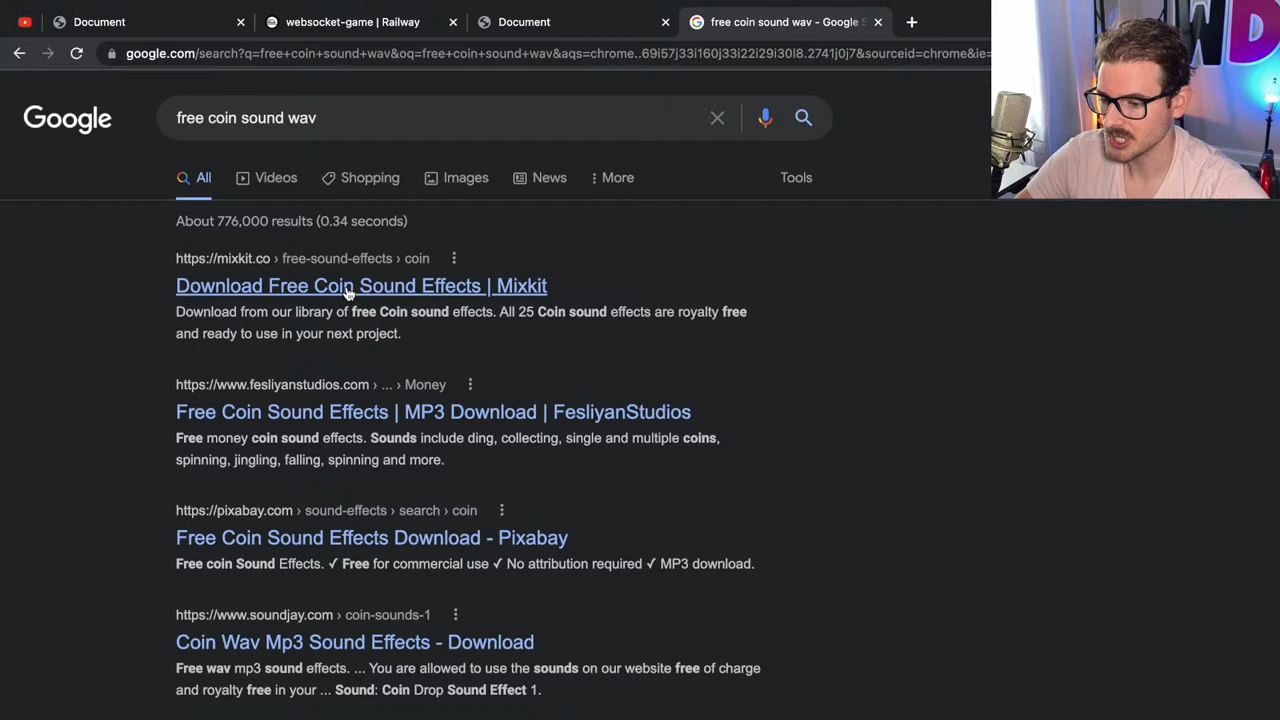 Document
websocket-game | Railway
Document
free coin sound wav - Google S
google.com/search?q=free+coin+sound+wav&oq=free+coin+sound+wav&aqs=chrome..69i57j33i160j33i22i29i30l8.2741j0j7&sourceid=chrome&ie=
Google
free coin sound wav
All
Videos
Shopping
Images
News
More
Tools
About 776,000 results (0.34 seconds)
https://mixkit.co › free-sound-effects › coin
Download Free Coin Sound Effects | Mixkit
Download from our library of free Coin sound effects. All 25 Coin sound effects are royalty free
and ready to use in your next project.
https://www.fesliyanstudios.com › ... › Money
Free Coin Sound Effects | MP3 Download | FesliyanStudios
Free money coin sound effects. Sounds include ding, collecting, single and multiple coins,
spinning, jingling, falling, spinning and more.
https://pixabay.com › sound-effects › search › coin
Free Coin Sound Effects Download - Pixabay
Free coin Sound Effects. ✓ Free for commercial use ✓ No attribution required ✓ MP3 download.
https://www.soundjay.com › coin-sounds-1
Coin Wav Mp3 Sound Effects - Download
Free wav mp3 sound effects. ... You are allowed to use the sounds on our website free of charge
and royalty free in your ... Sound: Coin Drop Sound Effect 1.